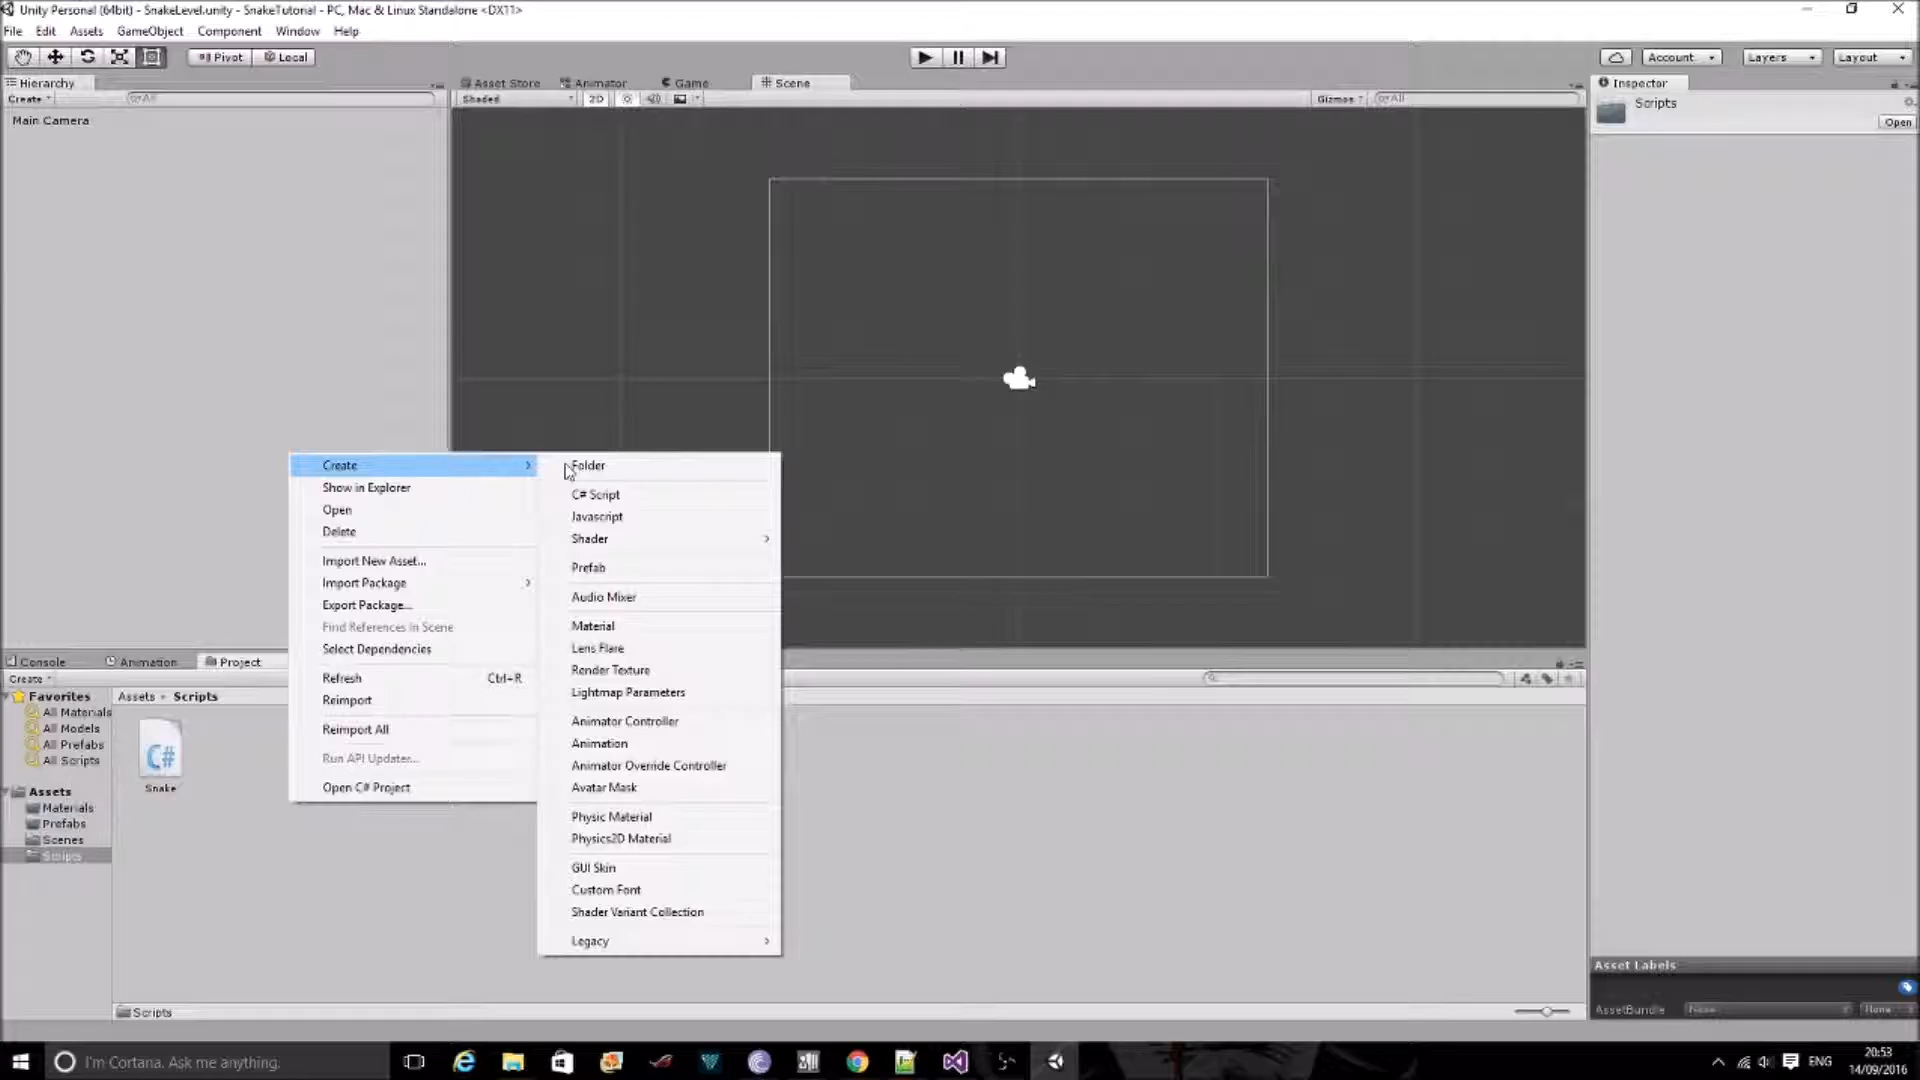 Unity Personal (64bit) - SnakeLevel.unity - SnakeTutorial - PC, Mac & Linux Standalone <DX11>
File Edit Assets GameObject Component Window Help
Pivot Local Account Layers Layout
Hierarchy Asset Store Animator Game Scene Inspector
Create All Shaded 2D Gizmos All Scripts
Open
Main Camera
Create
Show in Explorer
Open
Delete
Import New Asset...
Import Package
Export Package...
Find References In Scene
Select Dependencies
Refresh Ctrl+R
Reimport
Reimport All
Run API Updater...
Open C# Project
Folder
C# Script
Javascript
Shader
Prefab
Audio Mixer
Material
Lens Flare
Render Texture
Lightmap Parameters
Animator Controller
Animation
Animator Override Controller
Avatar Mask
Physic Material
Physics2D Material
GUI Skin
Custom Font
Shader Variant Collection
Legacy
Console Animation Project
Create
Favorites
All Materials
All Models
All Prefabs
All Scripts
Assets
Materials
Prefabs
Scenes
Scripts
Assets Scripts
C#
Snake
Scripts
Asset Labels
AssetBundle None None
I'm Cortana. Ask me anything.
ENG
20:53
14/09/2016